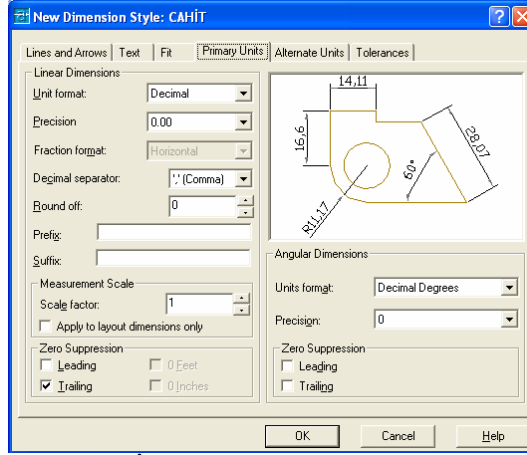 New Dimension Style: CAHİT
Lines and Arrows Text Fit Primary Units Alternate Units Tolerances
Linear Dimensions
Unit format: Decimal
Precision 0.00
Fraction format: Horizontal
Decimal separator: ',' (Comma)
Round off: 0
Prefix:
Suffix:
Measurement Scale
Scale factor: 1
Apply to layout dimensions only
Zero Suppression
Leading 0 Feet
Trailing 0 Inches
14,11
16,6
28,07
60°
R11,17
Angular Dimensions
Units format: Decimal Degrees
Precision: 0
Zero Suppression
Leading
Trailing
OK Cancel Help